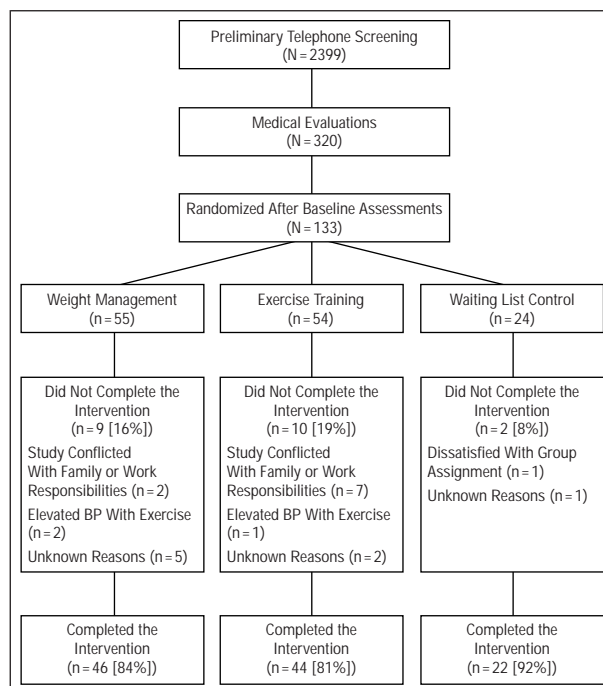 Preliminary Telephone Screening
(N = 2399)
Medical Evaluations
(N = 320)
Randomized After Baseline Assessments
(N = 133)
Weight Management
(n = 55)
Exercise Training
(n = 54)
Waiting List Control
(n = 24)
Did Not Complete the
Intervention
(n = 9 [16%])
Study Conflicted
With Family or Work
Responsibilities (n = 2)
Elevated BP With Exercise
(n = 2)
Unknown Reasons (n = 5)
Did Not Complete the
Intervention
(n = 10 [19%])
Study Conflicted
With Family or Work
Responsibilities (n = 7)
Elevated BP With Exercise
(n = 1)
Unknown Reasons (n = 2)
Did Not Complete the
Intervention
(n = 2 [8%])
Dissatisfied With Group
Assignment (n = 1)
Unknown Reasons (n = 1)
Completed the
Intervention
(n = 46 [84%])
Completed the
Intervention
(n = 44 [81%])
Completed the
Intervention
(n = 22 [92%])